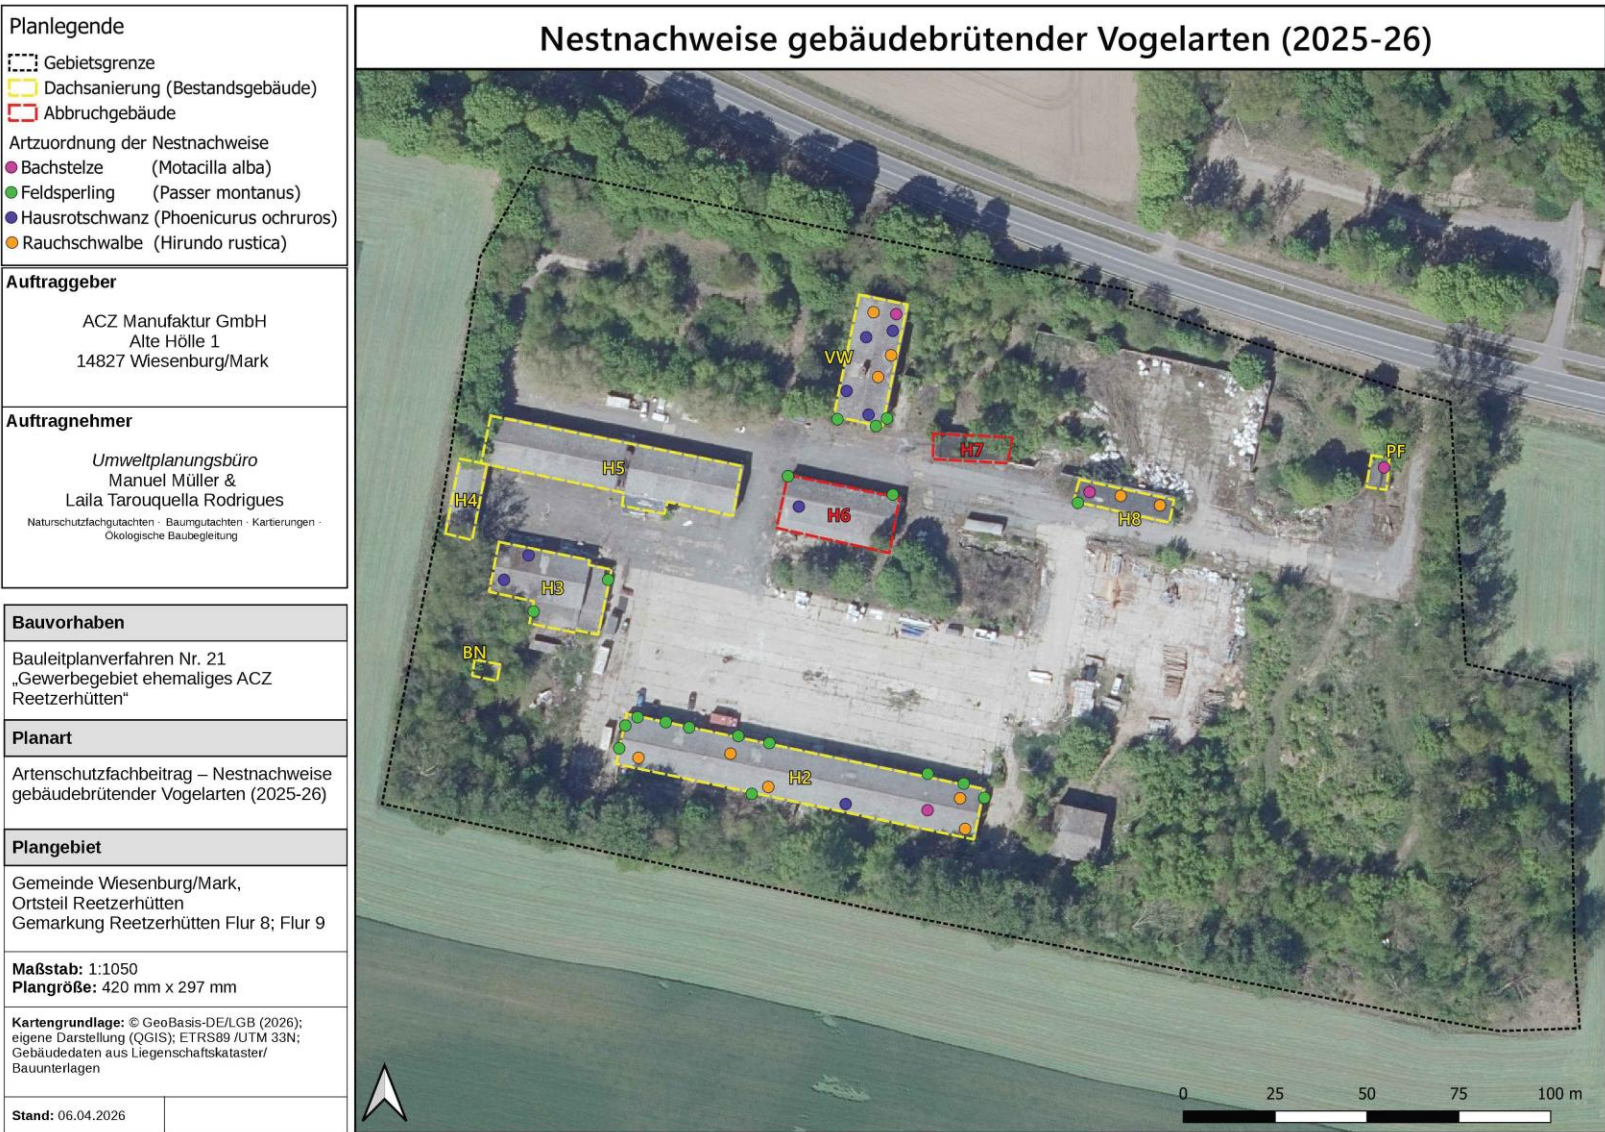 Planlegende
Gebietsgrenze
Dachsanierung (Bestandsgebäude)
Abbruchgebäude
Artzuordnung der Nestnachweise
Bachstelze (Motacilla alba)
Feldsperling (Passer montanus)
Hausrotschwanz (Phoenicurus ochruros)
Rauchschwalbe (Hirundo rustica)
Auftraggeber
ACZ Manufaktur GmbH
Alte Hölle 1
14827 Wiesenburg/Mark
Auftragnehmer
Umweltplanungsbüro
Manuel Müller &
Laila Tarouquella Rodrigues
Naturschutzfachgutachten · Baumgutachten · Kartierungen ·
Ökologische Baubegleitung
Bauvorhaben
Bauleitplanverfahren Nr. 21
„Gewerbegebiet ehemaliges ACZ
Reetzerhütten“
Planart
Artenschutzfachbeitrag – Nestnachweise
gebäudebrütender Vogelarten (2025-26)
Plangebiet
Gemeinde Wiesenburg/Mark,
Ortsteil Reetzerhütten
Gemarkung Reetzerhütten Flur 8; Flur 9
Maßstab: 1:1050
Plangröße: 420 mm x 297 mm
Kartengrundlage: © GeoBasis-DE/LGB (2026);
eigene Darstellung (QGIS); ETRS89 /UTM 33N;
Gebäudedaten aus Liegenschaftskataster/
Bauunterlagen
Stand: 06.04.2026
Nestnachweise gebäudebrütender Vogelarten (2025-26)
VW
H7
PF
H5
H4
H6
H8
H3
BN
H2
0 25 50 75 100 m